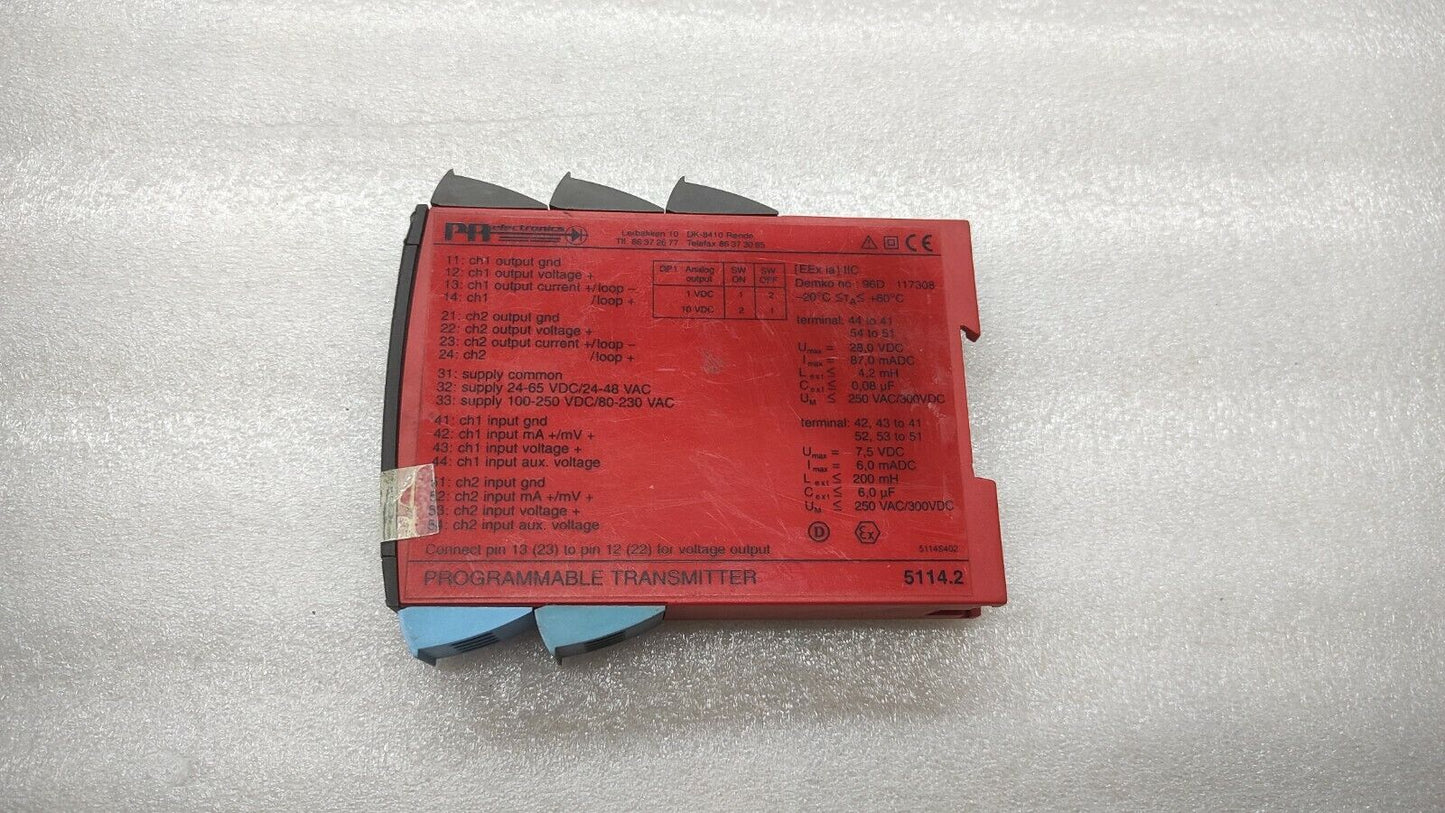 PR electronics
Lerbakken 10 DK-8410 Rønde
Tlf. 86 37 26 77 Telefax 86 37 30 85
CE
11: ch1 output gnd
12: ch1 output voltage +
13: ch1 output current +/loop −
14: ch1 /loop +
21: ch2 output gnd
22: ch2 output voltage +
23: ch2 output current +/loop −
24: ch2 /loop +
31: supply common
32: supply 24-65 VDC/24-48 VAC
33: supply 100-250 VDC/80-230 VAC
41: ch1 input gnd
42: ch1 input mA +/mV +
43: ch1 input voltage +
44: ch1 input aux. voltage
51: ch2 input gnd
52: ch2 input mA +/mV +
53: ch2 input voltage +
54: ch2 input aux. voltage
Connect pin 13 (23) to pin 12 (22) for voltage output
DP1 Analog output SW ON SW OFF
1 VDC 1 2
10 VDC 2 1
[EEx ia] IIC
Demko no.: 96D 117308
−20°C ≤TA≤ +60°C
terminal: 44 to 41
54 to 51
Umax = 28,0 VDC
Imax = 87,0 mADC
Lext ≤ 4,2 mH
Cext ≤ 0,08 µF
UM ≤ 250 VAC/300VDC
terminal: 42, 43 to 41
52, 53 to 51
Umax = 7,5 VDC
Imax = 6,0 mADC
Lext ≤ 200 mH
Cext ≤ 6,0 µF
UM ≤ 250 VAC/300VDC
D Ex
5114S402
PROGRAMMABLE TRANSMITTER 5114.2